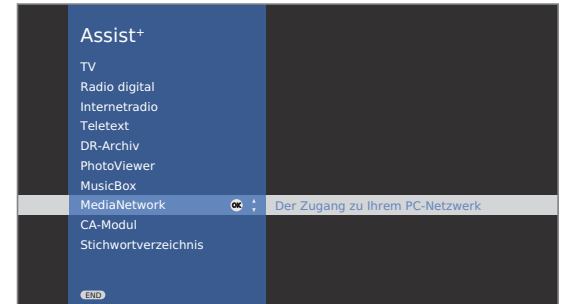 Assist+
TV
Radio digital
Internetradio
Teletext
DR-Archiv
PhotoViewer
MusicBox
MediaNetwork OK Der Zugang zu Ihrem PC-Netzwerk
CA-Modul
Stichwortverzeichnis
END